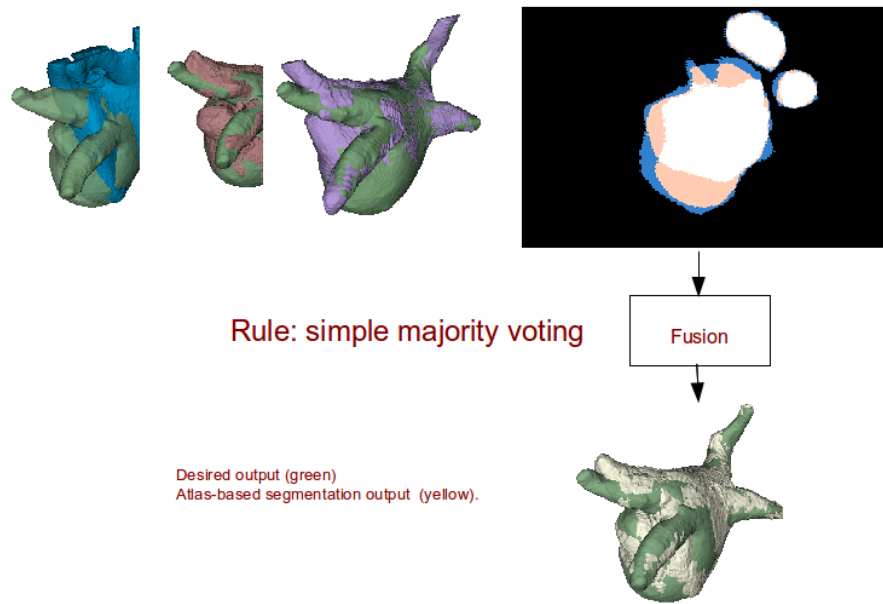 Rule: simple majority voting
Fusion
Desired output (green)
Atlas-based segmentation output (yellow).